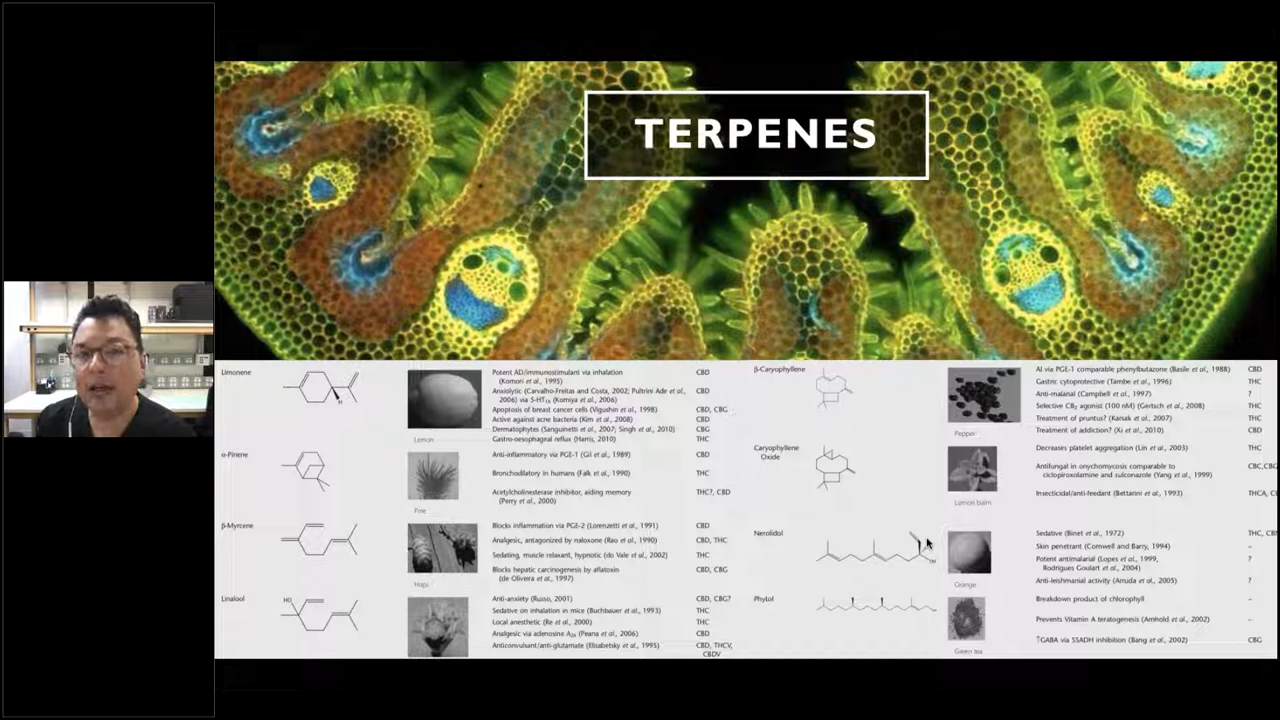 TERPENES
Limonene
H
Lemon
Potent AD/immunostimulant via inhalation
(Komori et al., 1995)
CBD
Anxiolytic (Carvalho-Freitas and Costa, 2002; Pultrini Ade et al.,
2006) via 5-HT1A (Komiya et al., 2006)
CBD
Apoptosis of breast cancer cells (Vigushin et al., 1998)
CBD, CBG
Active against acne bacteria (Kim et al., 2008)
CBD
Dermatophytes (Sanguinetti et al., 2007; Singh et al., 2010)
CBG
Gastro-oesophageal reflux (Harris, 2010)
THC
α-Pinene
Pine
Anti-inflammatory via PGE-1 (Gil et al., 1989)
CBD
Bronchodilatory in humans (Falk et al., 1990)
THC
Acetylcholinesterase inhibitor, aiding memory
(Perry et al., 2000)
THC?, CBD
β-Myrcene
Hops
Blocks inflammation via PGE-2 (Lorenzetti et al., 1991)
CBD
Analgesic, antagonized by naloxone (Rao et al., 1990)
CBD, THC
Sedating, muscle relaxant, hypnotic (do Vale et al., 2002)
THC
Blocks hepatic carcinogenesis by aflatoxin
(de Oliveira et al., 1997)
CBD, CBG
Linalool
HO
Anti-anxiety (Russo, 2001)
CBD, CBG?
Sedative on inhalation in mice (Buchbauer et al., 1993)
THC
Local anesthetic (Re et al., 2000)
THC
Analgesic via adenosine A2A (Peana et al., 2006)
CBD
Anticonvulsant/anti-glutamate (Elisabetsky et al., 1995)
CBD, THCV,
CBDV
β-Caryophyllene
Pepper
AI via PGE-1 comparable phenylbutazone (Basile et al., 1988)
CBD
Gastric cytoprotective (Tambe et al., 1996)
THC
Anti-malarial (Campbell et al., 1997)
?
Selective CB2 agonist (100 nM) (Gertsch et al., 2008)
THC
Treatment of pruritus? (Karsak et al., 2007)
THC
Treatment of addiction? (Xi et al., 2010)
CBD
Caryophyllene
Oxide
Lemon balm
Decreases platelet aggregation (Lin et al., 2003)
THC
Antifungal in onychomycosis comparable to
ciclopiroxolamine and sulconazole (Yang et al., 1999)
CBC,CBG
Insecticidal/anti-feedant (Bettarini et al., 1993)
THCA, C
Nerolidol
OH
Orange
Sedative (Binet et al., 1972)
THC, CB
Skin penetrant (Cornwell and Barry, 1994)
–
Potent antimalarial (Lopes et al., 1999,
Rodrigues Goulart et al., 2004)
?
Anti-leishmanial activity (Arruda et al., 2005)
?
Phytol
Green tea
Breakdown product of chlorophyll
–
Prevents Vitamin A teratogenesis (Arnhold et al., 2002)
–
↑GABA via SSADH inhibition (Bang et al., 2002)
CBG